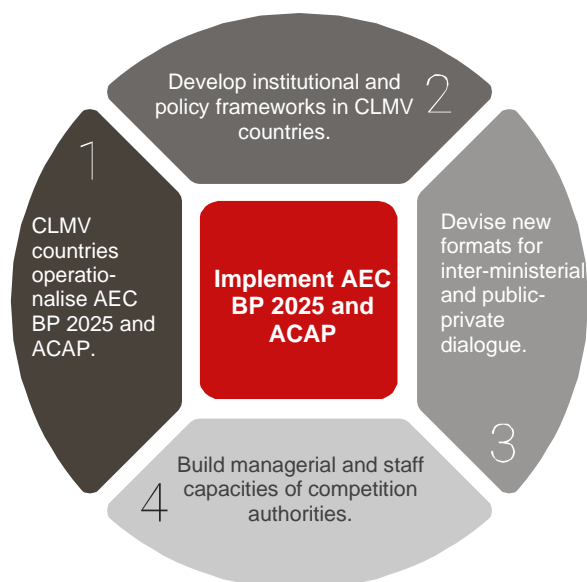 1
CLMV
countries
operatio-
nalise AEC
BP 2025 and
ACAP.
2
Develop institutional and
policy frameworks in CLMV
countries.
3
Devise new
formats for
inter-ministerial
and public-
private
dialogue.
4
Build managerial and staff
capacities of competition
authorities.
Implement AEC
BP 2025 and
ACAP